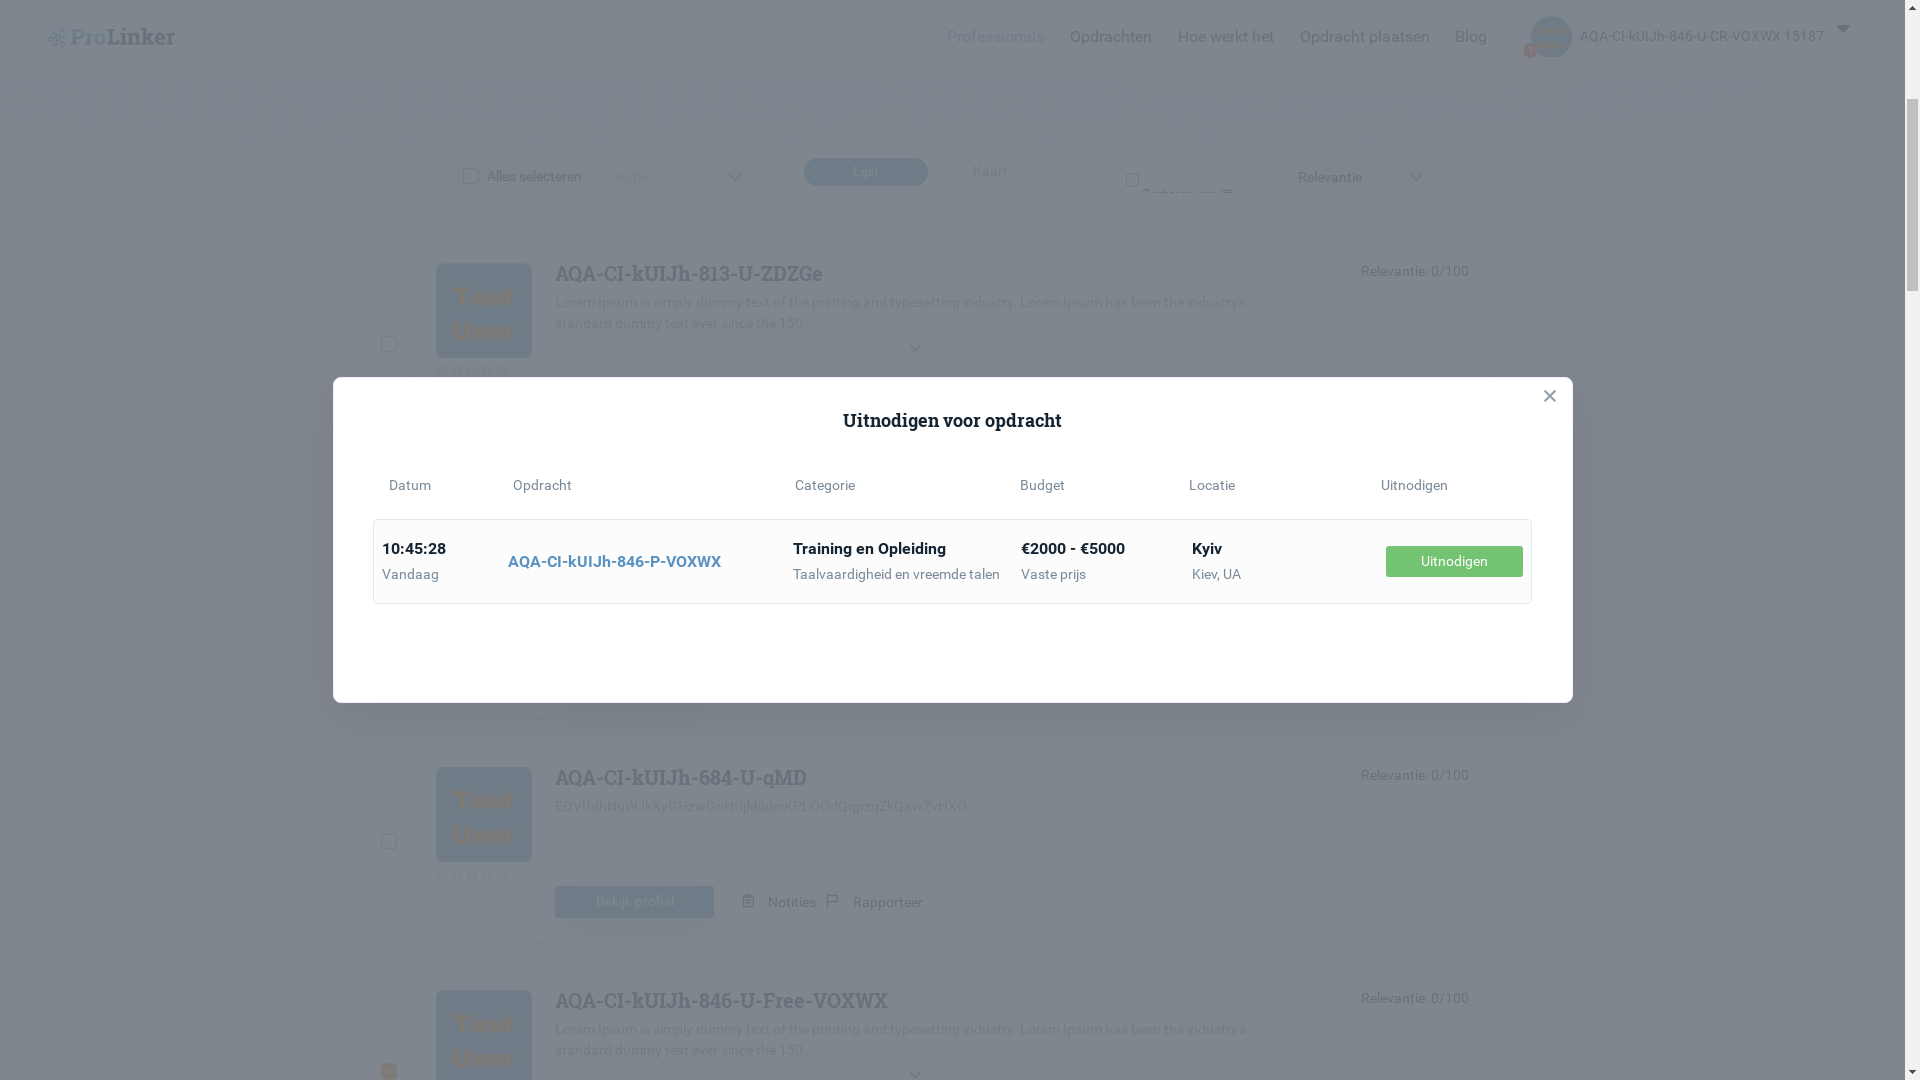 ProLinker
Professionals Opdrachten Hoe werkt het Opdracht plaatsen Blog AQA-CI-kUIJh-846-U-CR-VOXWX 15187
Alles selecteren Actie Lijst Kaart Relevantie
AQA-CI-kUIJh-813-U-ZDZGe Relevantie: 0/100
Lorem Ipsum is simply dummy text of the printing and typesetting industry. Lorem Ipsum has been the industry's
standard dummy text ever since the 150...
Test
User
Uitnodigen voor opdracht
Datum Opdracht Categorie Budget Locatie Uitnodigen
10:45:28 AQA-CI-kUIJh-846-P-VOXWX Training en Opleiding €2000 - €5000 Kyiv Uitnodigen
Vandaag Taalvaardigheid en vreemde talen Vaste prijs Kiev, UA
AQA-CI-kUIJh-684-U-qMD Relevantie: 0/100
Test
User
Bekijk profiel Notities Rapporteer
AQA-CI-kUIJh-846-U-Free-VOXWX Relevantie: 0/100
Lorem Ipsum is simply dummy text of the printing and typesetting industry. Lorem Ipsum has been the industry's
standard dummy text ever since the 150...
Test
User